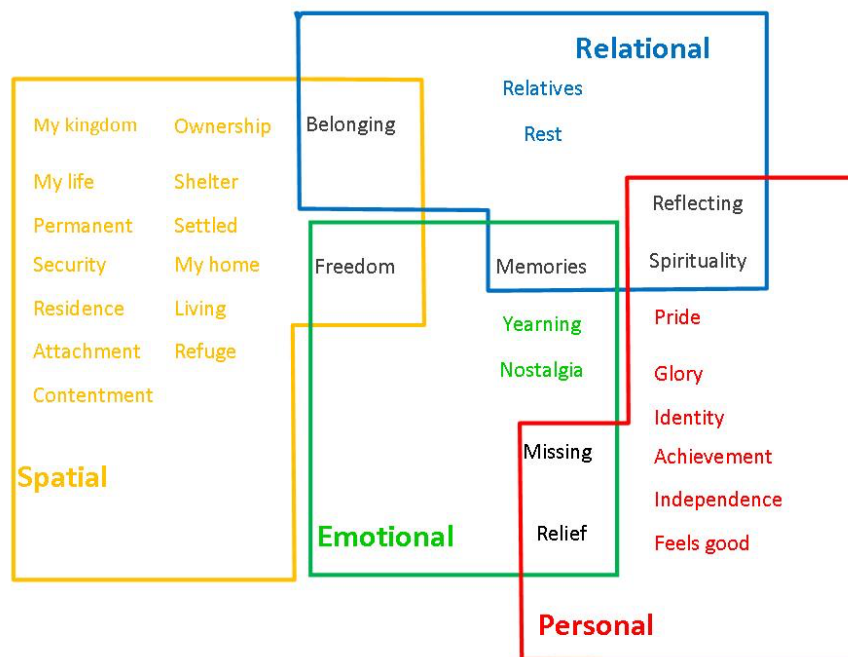 Relational
Relatives
Rest
My kingdom
Ownership
Belonging
My life
Shelter
Reflecting
Permanent
Settled
Security
My home
Freedom
Memories
Spirituality
Residence
Living
Yearning
Pride
Attachment
Refuge
Nostalgia
Glory
Contentment
Identity
Missing
Achievement
Spatial
Independence
Emotional
Relief
Feels good
Personal